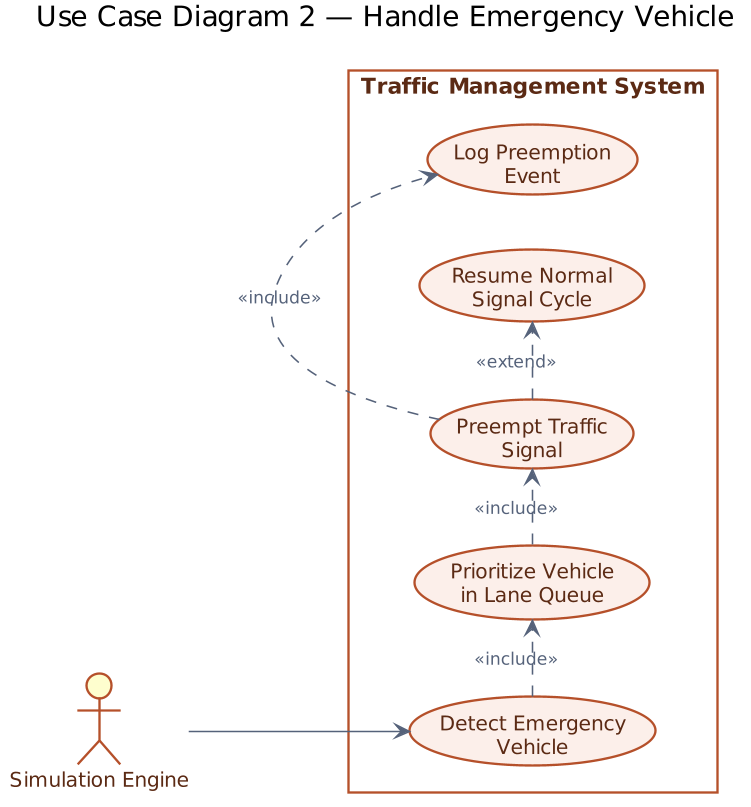 Use Case Diagram 2 — Handle Emergency Vehicle
Traffic Management System
Log Preemption
Event
Resume Normal
Signal Cycle
«include»
«extend»
Preempt Traffic
Signal
«include»
Prioritize Vehicle
in Lane Queue
«include»
Detect Emergency
Vehicle
Simulation Engine